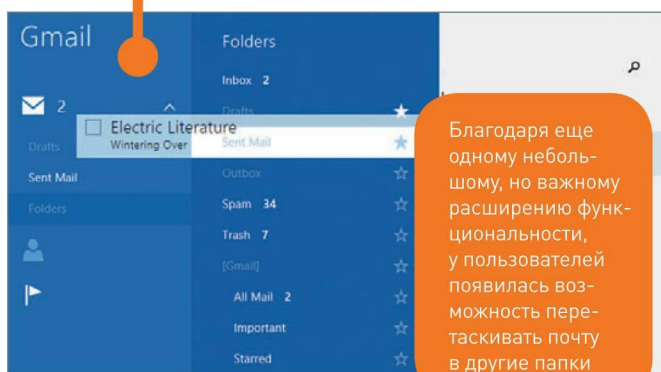 Gmail
2
Drafts
Sent Mail
Folders
Folders
Inbox 2
Drafts
Electric Literature
Wintering Over
Sent Mail
Outbox
Spam 34
Trash 7
[Gmail]
All Mail 2
Important
Starred
Благодаря еще
одному неболь-
шому, но важному
расширению функ-
циональности,
у пользователей
появилась воз-
можность пере-
таскивать почту
в другие папки